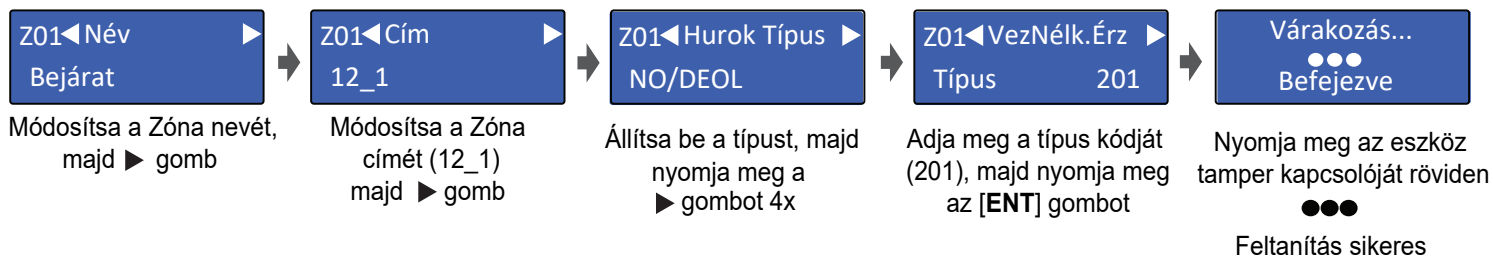 Z01◀Név ▶
Bejárat
Módosítsa a Zóna nevét,
majd ▶ gomb
Z01◀Cím ▶
12_1
Módosítsa a Zóna
címét (12_1)
majd ▶ gomb
Z01◀Hurok Típus ▶
NO/DEOL
Állítsa be a típust, majd
nyomja meg a
▶ gombot 4x
Z01◀VezNélk.Érz ▶
Típus 201
Adja meg a típus kódját
(201), majd nyomja meg
az [ENT] gombot
Várakozás...
●●●
Befejezve
Nyomja meg az eszköz
tamper kapcsolóját röviden
●●●
Feltanítás sikeres